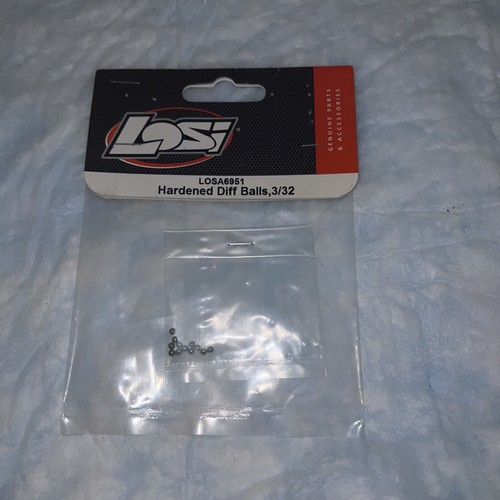 LOSI
GENUINE PARTS
& ACCESSORIES
LOSA6951
Hardened Diff Balls,3/32